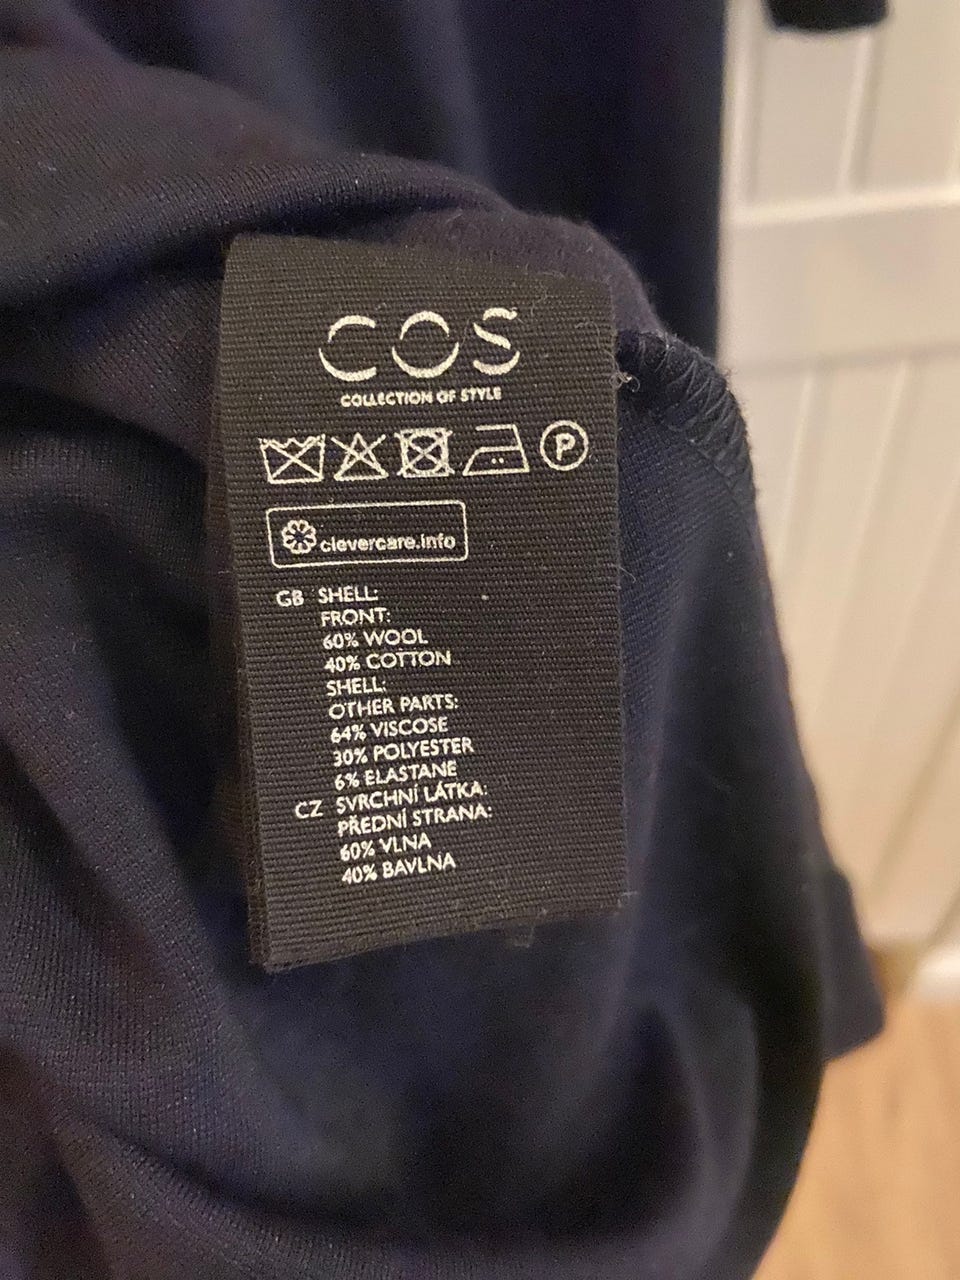 COS
COLLECTION OF STYLE
P
clevercare.info
GB SHELL:
FRONT:
60% WOOL
40% COTTON
SHELL:
OTHER PARTS:
64% VISCOSE
30% POLYESTER
6% ELASTANE
CZ SVRCHNÍ LÁTKA:
PŘEDNÍ STRANA:
60% VLNA
40% BAVLNA